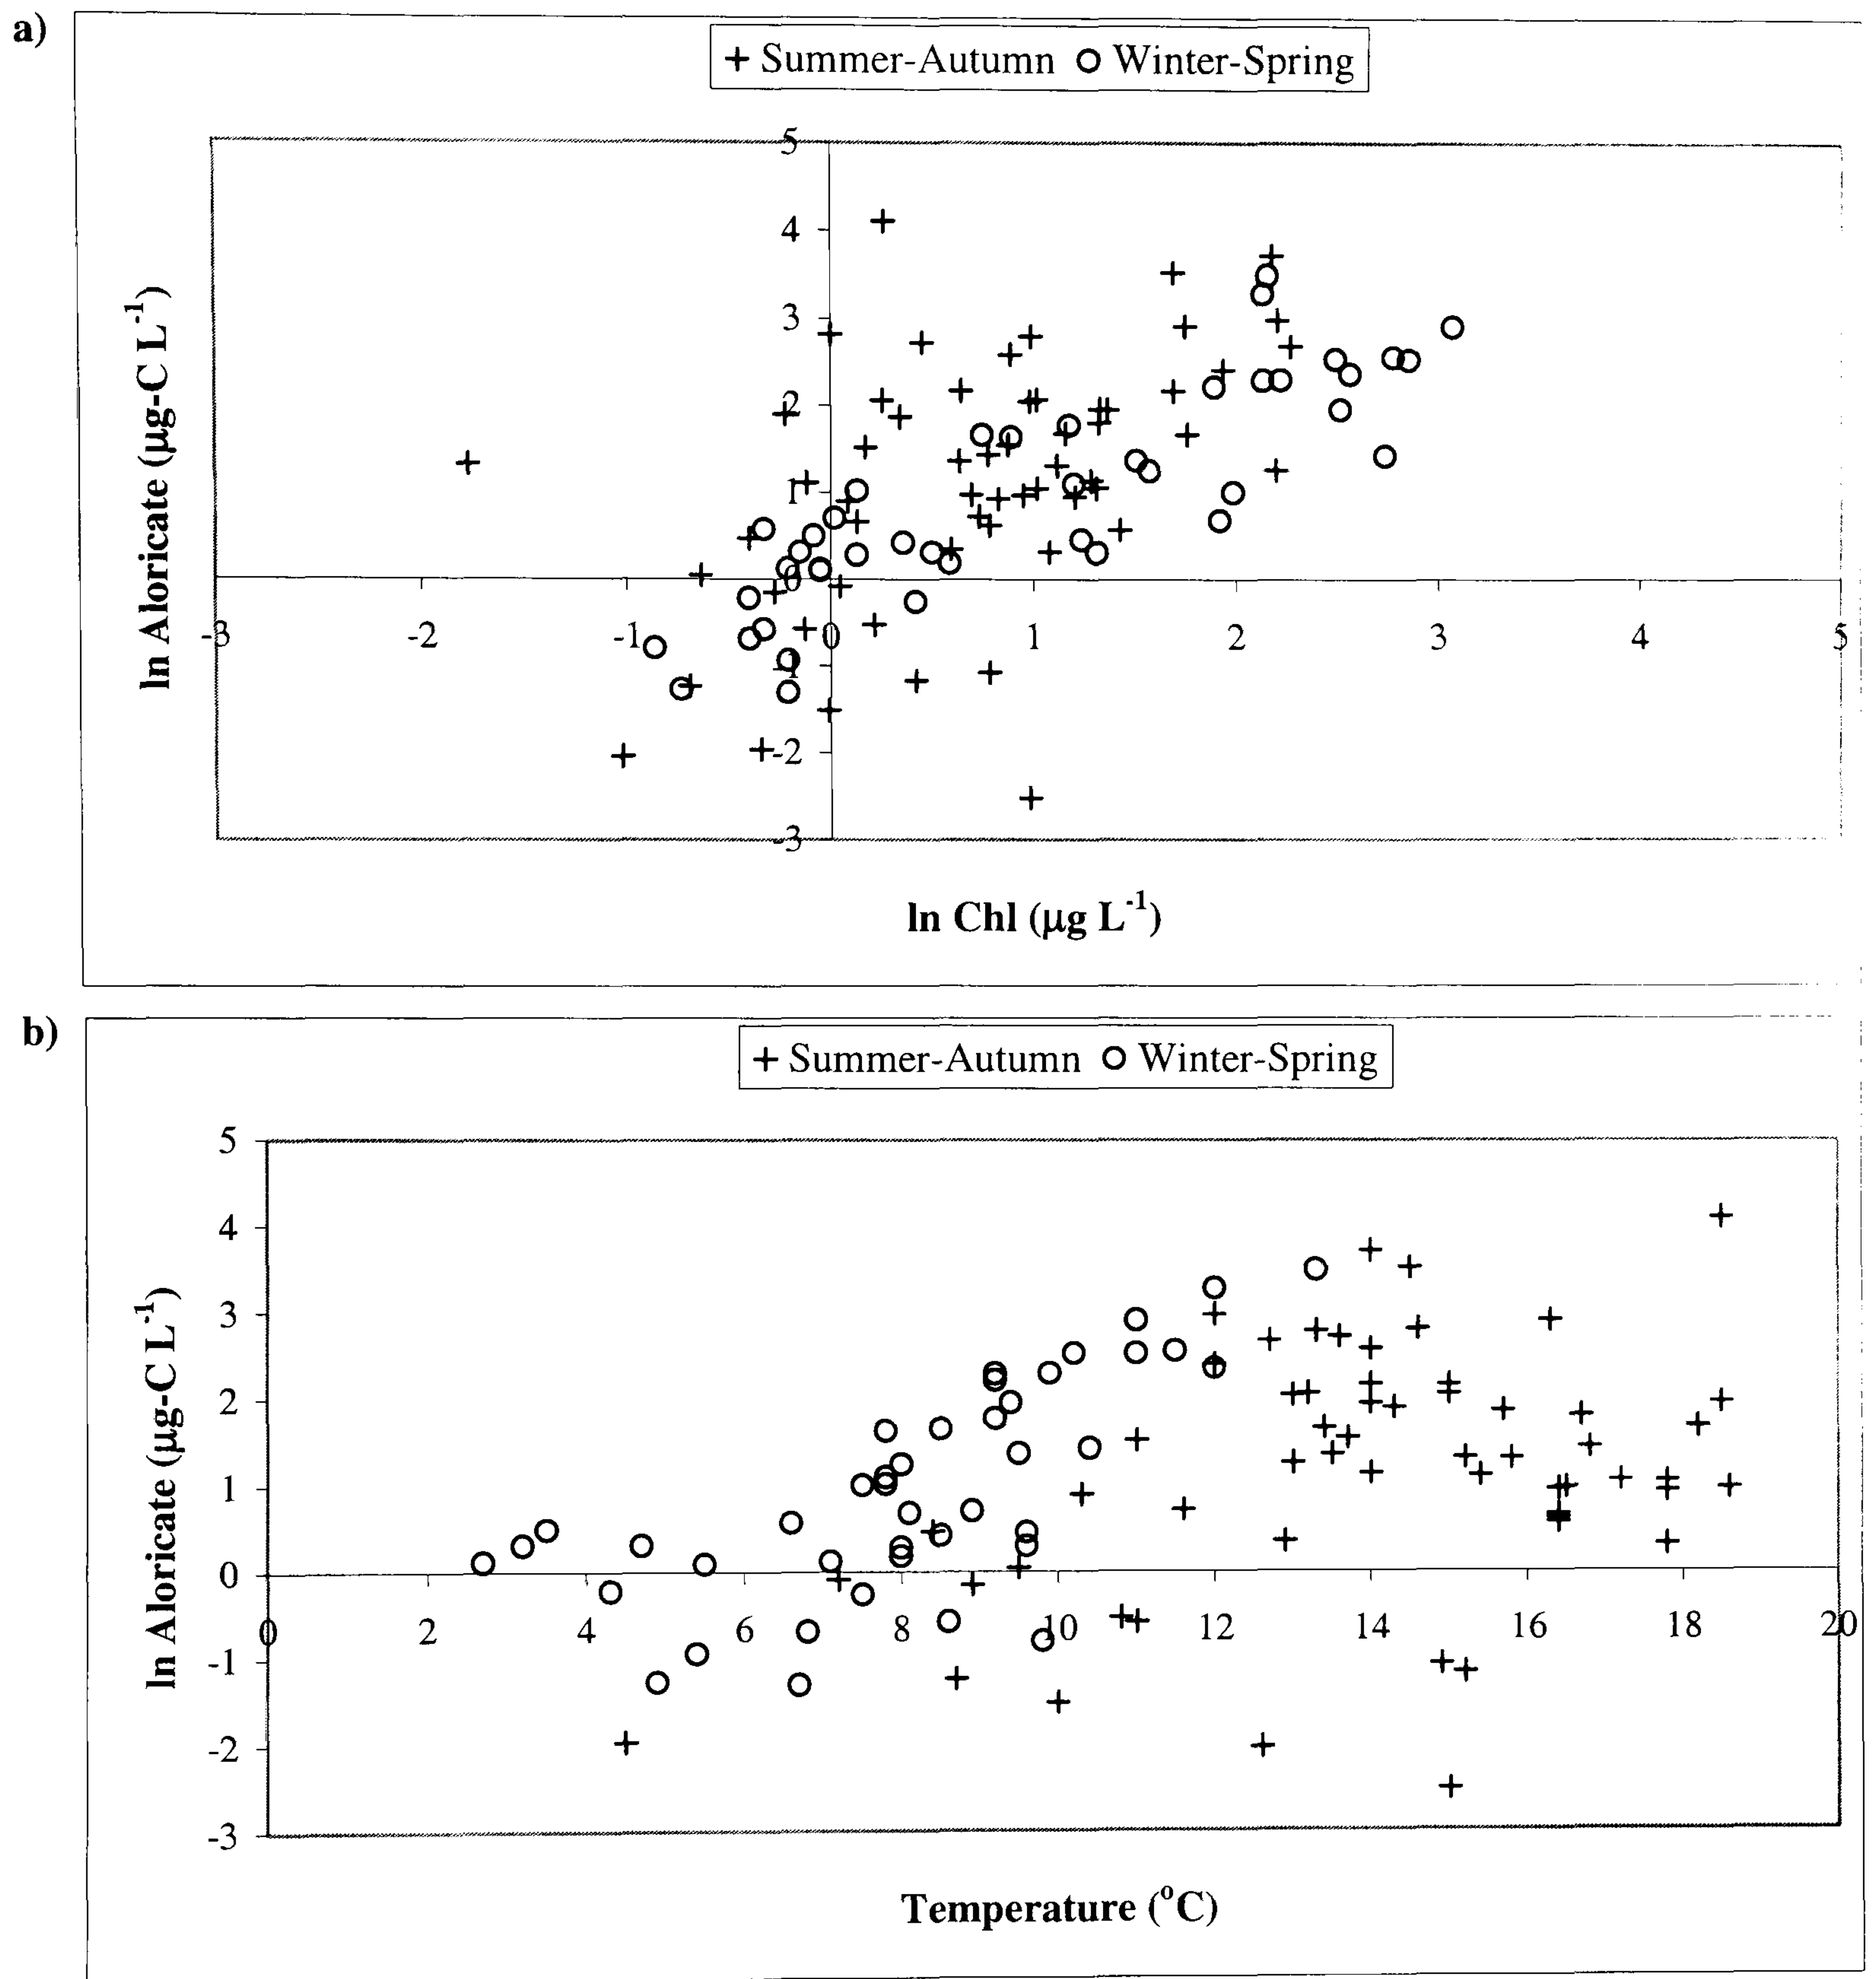 a)
+ Summer-Autumn O Winter-Spring
5
4
3
2
1
0
-1
-2
-3
-3 -2 -1 0 1 2 3 4 5
ln Aloricate (µg-C L-1)
ln Chl (µg L-1)
b)
+ Summer-Autumn O Winter-Spring
5
4
3
2
1
0
-1
-2
-3
0 2 4 6 8 10 12 14 16 18 20
ln Aloricate (µg-C L-1)
Temperature (oC)